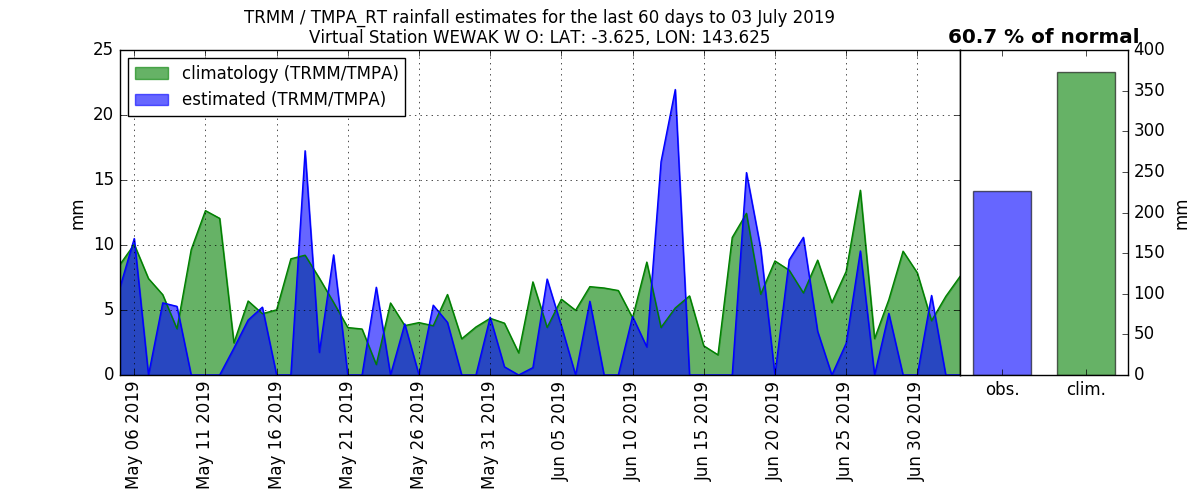 TRMM / TMPA_RT rainfall estimates for the last 60 days to 03 July 2019
Virtual Station WEWAK W O: LAT: -3.625, LON: 143.625
60.7 % of normal
climatology (TRMM/TMPA)
estimated (TRMM/TMPA)
25
20
15
10
5
0
mm
May 06 2019
May 11 2019
May 16 2019
May 21 2019
May 26 2019
May 31 2019
Jun 05 2019
Jun 10 2019
Jun 15 2019
Jun 20 2019
Jun 25 2019
Jun 30 2019
400
350
300
250
200
150
100
50
0
mm
obs.
clim.